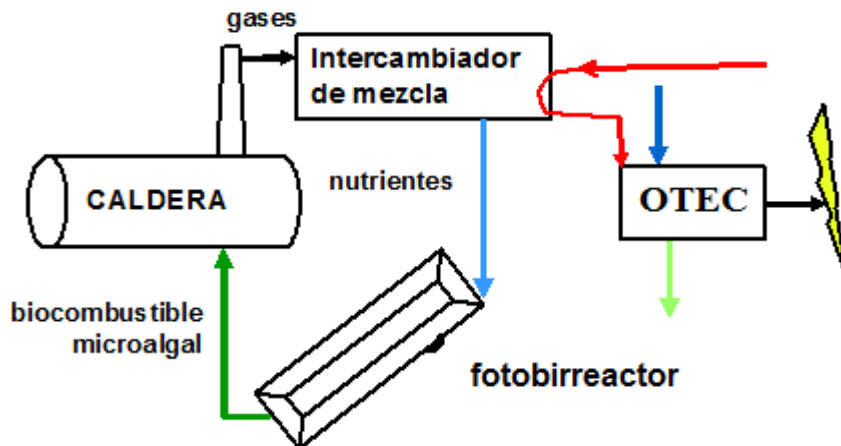 gases
Intercambiador
de mezcla
CALDERA
nutrientes
OTEC
biocombustible
microalgal
fotobirreactor